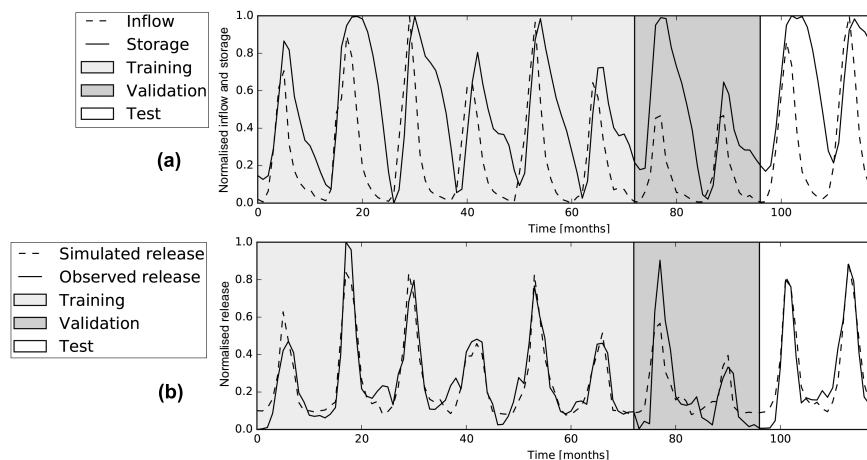 Inflow
Storage
Training
Validation
Test
(a)
Normalised inflow and storage
1.0
0.8
0.6
0.4
0.2
0.0
0 20 40 60 80 100
Time [months]
Simulated release
Observed release
Training
Validation
Test
(b)
Normalised release
1.0
0.8
0.6
0.4
0.2
0.0
0 20 40 60 80 100
Time [months]